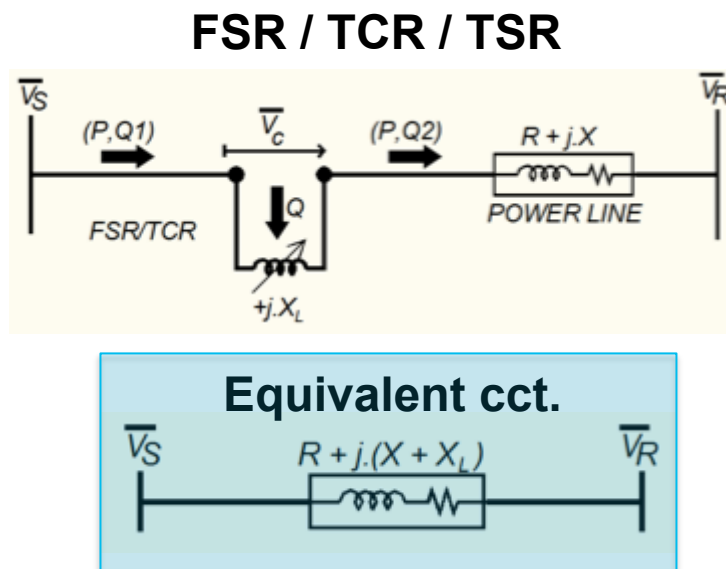 FSR / TCR / TSR
V̅S
(P,Q1)
V̅c
(P,Q2)
R + j.X
V̅R
Q
FSR/TCR
POWER LINE
+j.XL
Equivalent cct.
V̅S
R + j.(X + XL)
V̅R